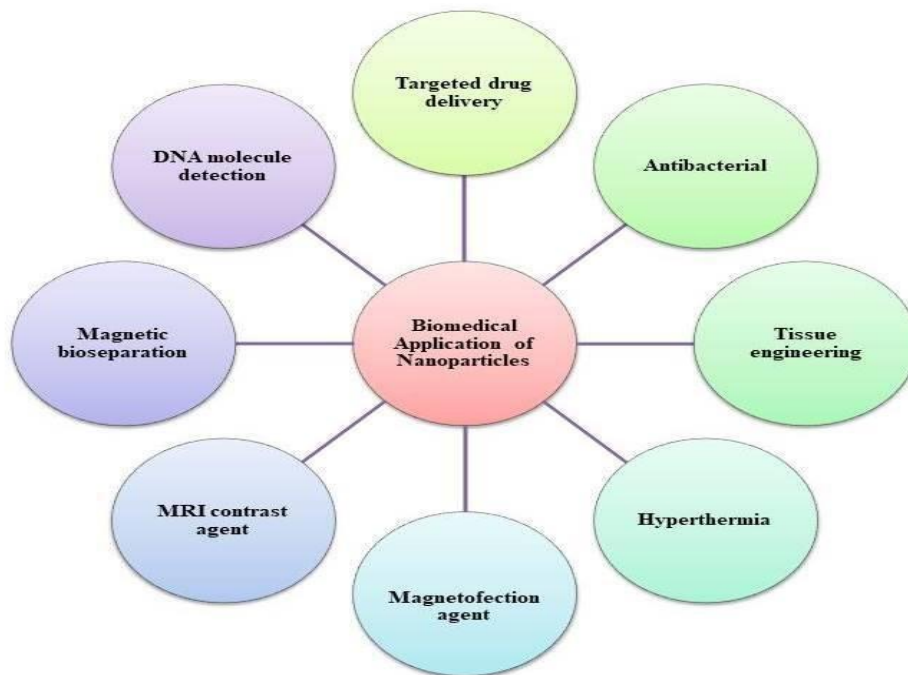 Targeted drug
delivery
DNA molecule
detection
Antibacterial
Magnetic
bioseparation
Biomedical
Application of
Nanoparticles
Tissue
engineering
MRI contrast
agent
Hyperthermia
Magnetofection
agent